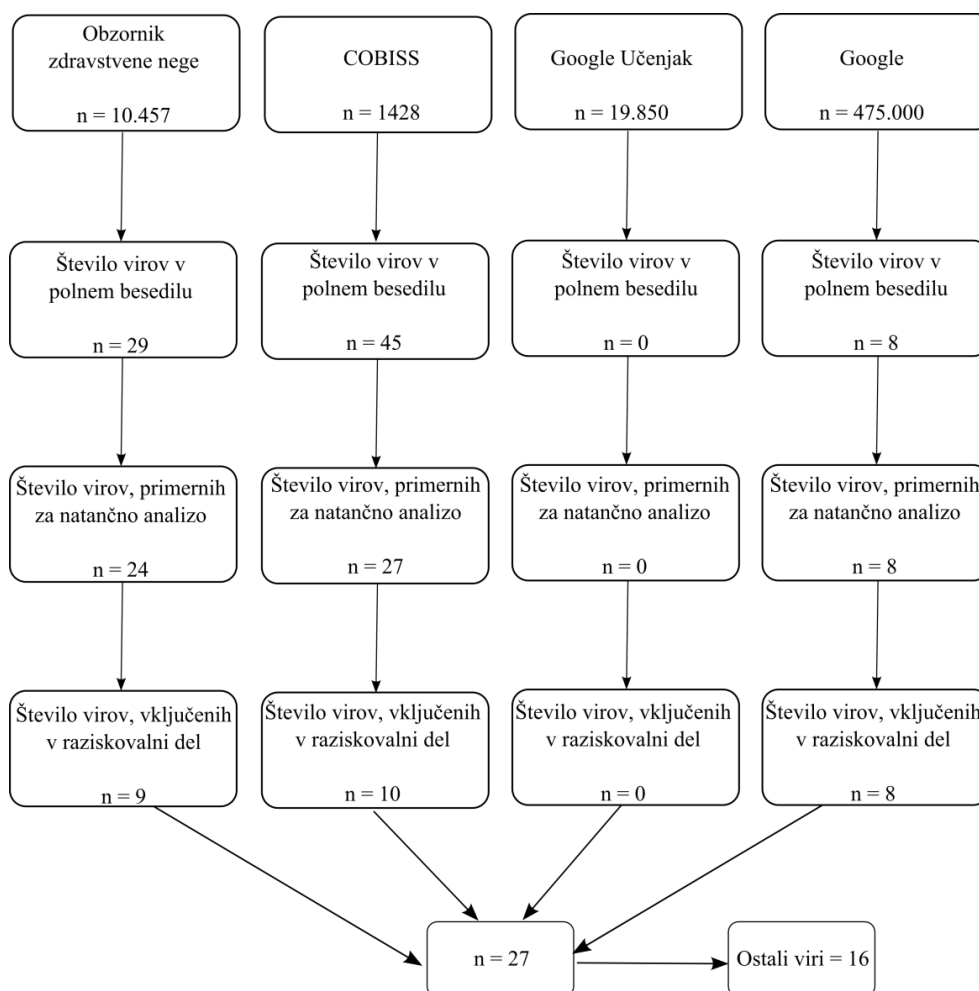 Obzornik
zdravstvene nege
n = 10.457
COBISS
n = 1428
Google Učenjak
n = 19.850
Google
n = 475.000
Število virov v
polnem besedilu
n = 29
Število virov v
polnem besedilu
n = 45
Število virov v
polnem besedilu
n = 0
Število virov v
polnem besedilu
n = 8
Število virov, primernih
za natančno analizo
n = 24
Število virov, primernih
za natančno analizo
n = 27
Število virov, primernih
za natančno analizo
n = 0
Število virov, primernih
za natančno analizo
n = 8
Število virov, vključenih
v raziskovalni del
n = 9
Število virov, vključenih
v raziskovalni del
n = 10
Število virov, vključenih
v raziskovalni del
n = 0
Število virov, vključenih
v raziskovalni del
n = 8
n = 27
Ostali viri = 16